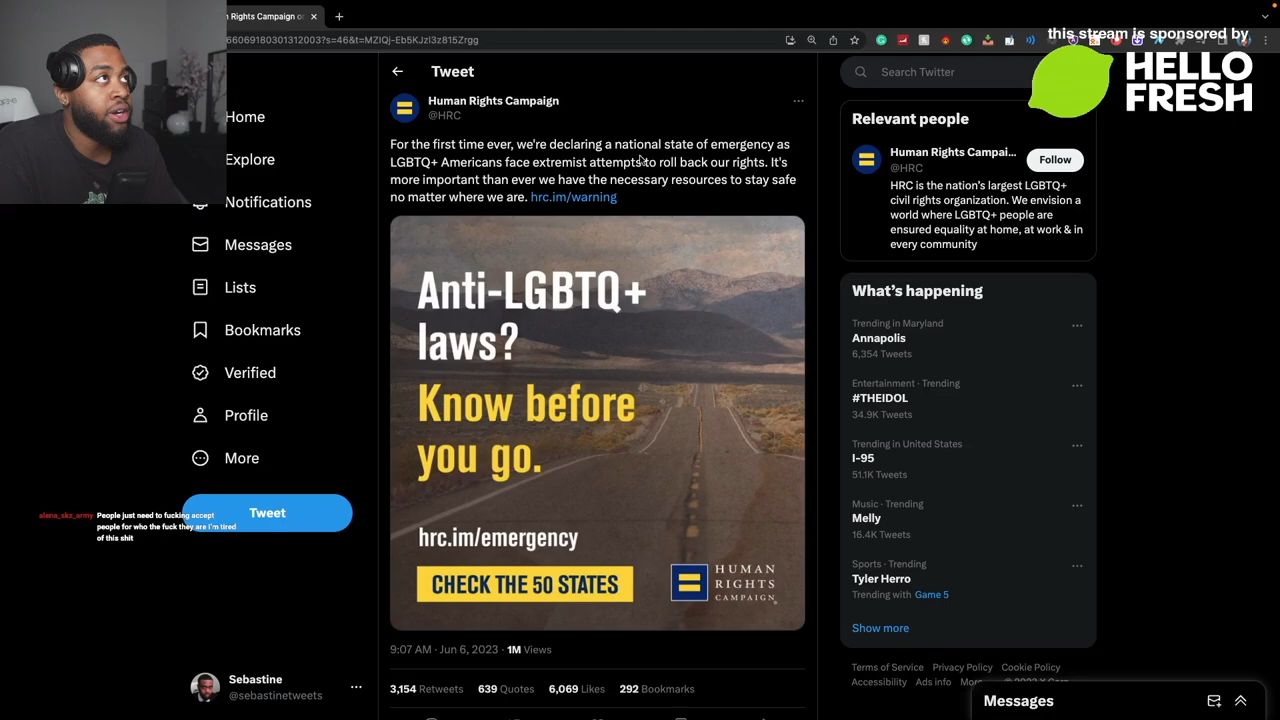 n Rights Campaign or
66069180301312003?s=46&t=MZIQj-Eb5KJzl3z815Zrgg
this stream is sponsored by
HELLO
FRESH
Home
Explore
Notifications
Messages
Lists
Bookmarks
Verified
Profile
More
Tweet
alena_skz_army People just need to fucking accept
people for who the fuck they are I'm tired
of this shit
Sebastine
@sebastinetweets
Tweet
Human Rights Campaign
@HRC
For the first time ever, we're declaring a national state of emergency as
LGBTQ+ Americans face extremist attempts to roll back our rights. It's
more important than ever we have the necessary resources to stay safe
no matter where we are. hrc.im/warning
Anti-LGBTQ+
laws?
Know before
you go.
hrc.im/emergency
CHECK THE 50 STATES
HUMAN
RIGHTS
CAMPAIGN
9:07 AM · Jun 6, 2023 · 1M Views
3,154 Retweets 639 Quotes 6,069 Likes 292 Bookmarks
Search Twitter
Relevant people
Human Rights Campai...
@HRC
Follow
HRC is the nation's largest LGBTQ+
civil rights organization. We envision a
world where LGBTQ+ people are
ensured equality at home, at work & in
every community
What's happening
Trending in Maryland
Annapolis
6,354 Tweets
Entertainment · Trending
#THEIDOL
34.9K Tweets
Trending in United States
I-95
51.1K Tweets
Music · Trending
Melly
16.4K Tweets
Sports · Trending
Tyler Herro
Trending with Game 5
Show more
Terms of Service Privacy Policy Cookie Policy
Accessibility Ads info
Messages